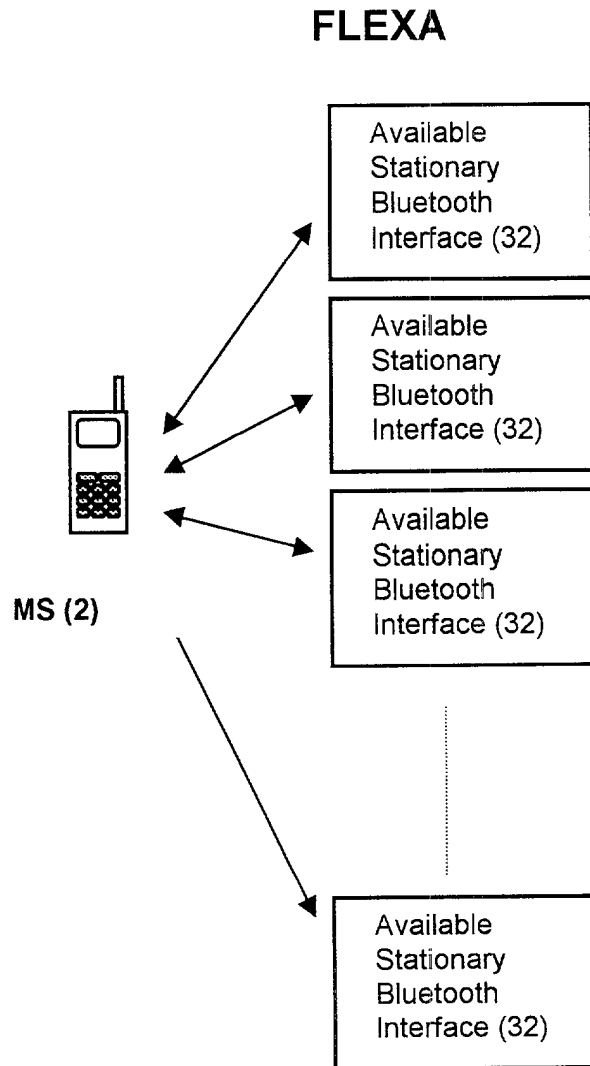 FLEXA
Available
Stationary
Bluetooth
Interface (32)
Available
Stationary
Bluetooth
Interface (32)
Available
Stationary
Bluetooth
Interface (32)
MS (2)
Available
Stationary
Bluetooth
Interface (32)